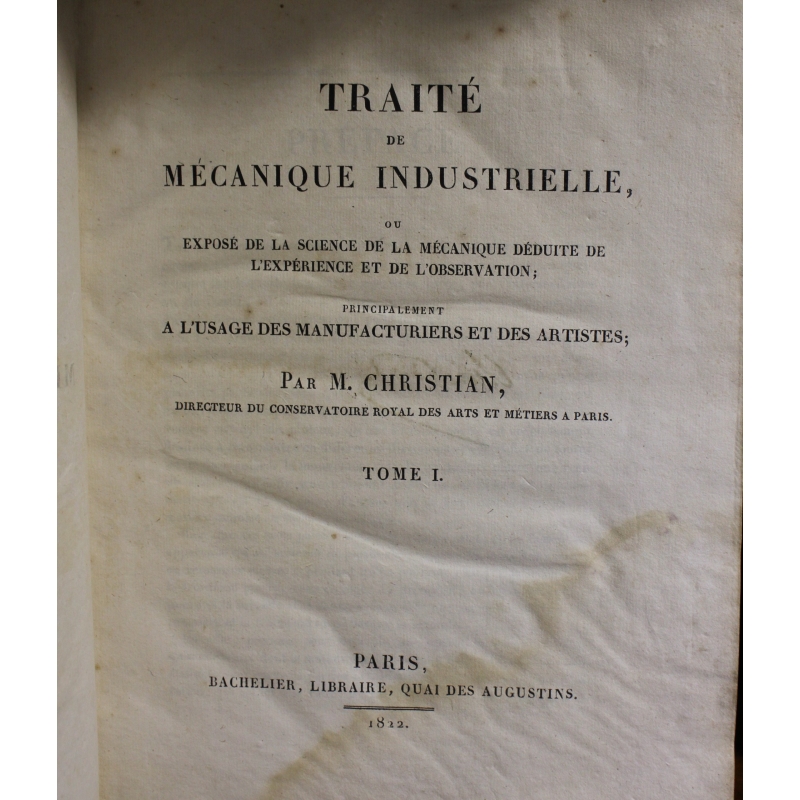 TRAITÉ
DE
MÉCANIQUE INDUSTRIELLE,
OU
EXPOSÉ DE LA SCIENCE DE LA MÉCANIQUE DÉDUITE DE
L'EXPÉRIENCE ET DE L'OBSERVATION;
PRINCIPALEMENT
A L'USAGE DES MANUFACTURIERS ET DES ARTISTES;
PAR M. CHRISTIAN,
DIRECTEUR DU CONSERVATOIRE ROYAL DES ARTS ET MÉTIERS A PARIS.
TOME I.
PARIS,
BACHELIER, LIBRAIRE, QUAI DES AUGUSTINS.
1822.